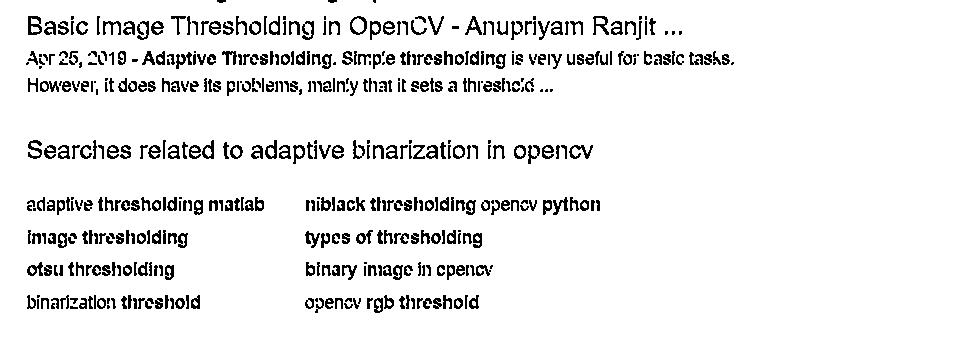 Basic Image Thresholding in OpenCV - Anupriyam Ranjit ...
Apr 25, 2019 - Adaptive Thresholding. Simple thresholding is very useful for basic tasks.
However, it does have its problems, mainly that it sets a threshold ...
Searches related to adaptive binarization in opencv
adaptive thresholding matlab
niblack thresholding opencv python
image thresholding
types of thresholding
otsu thresholding
binary image in opencv
binarization threshold
opencv rgb threshold